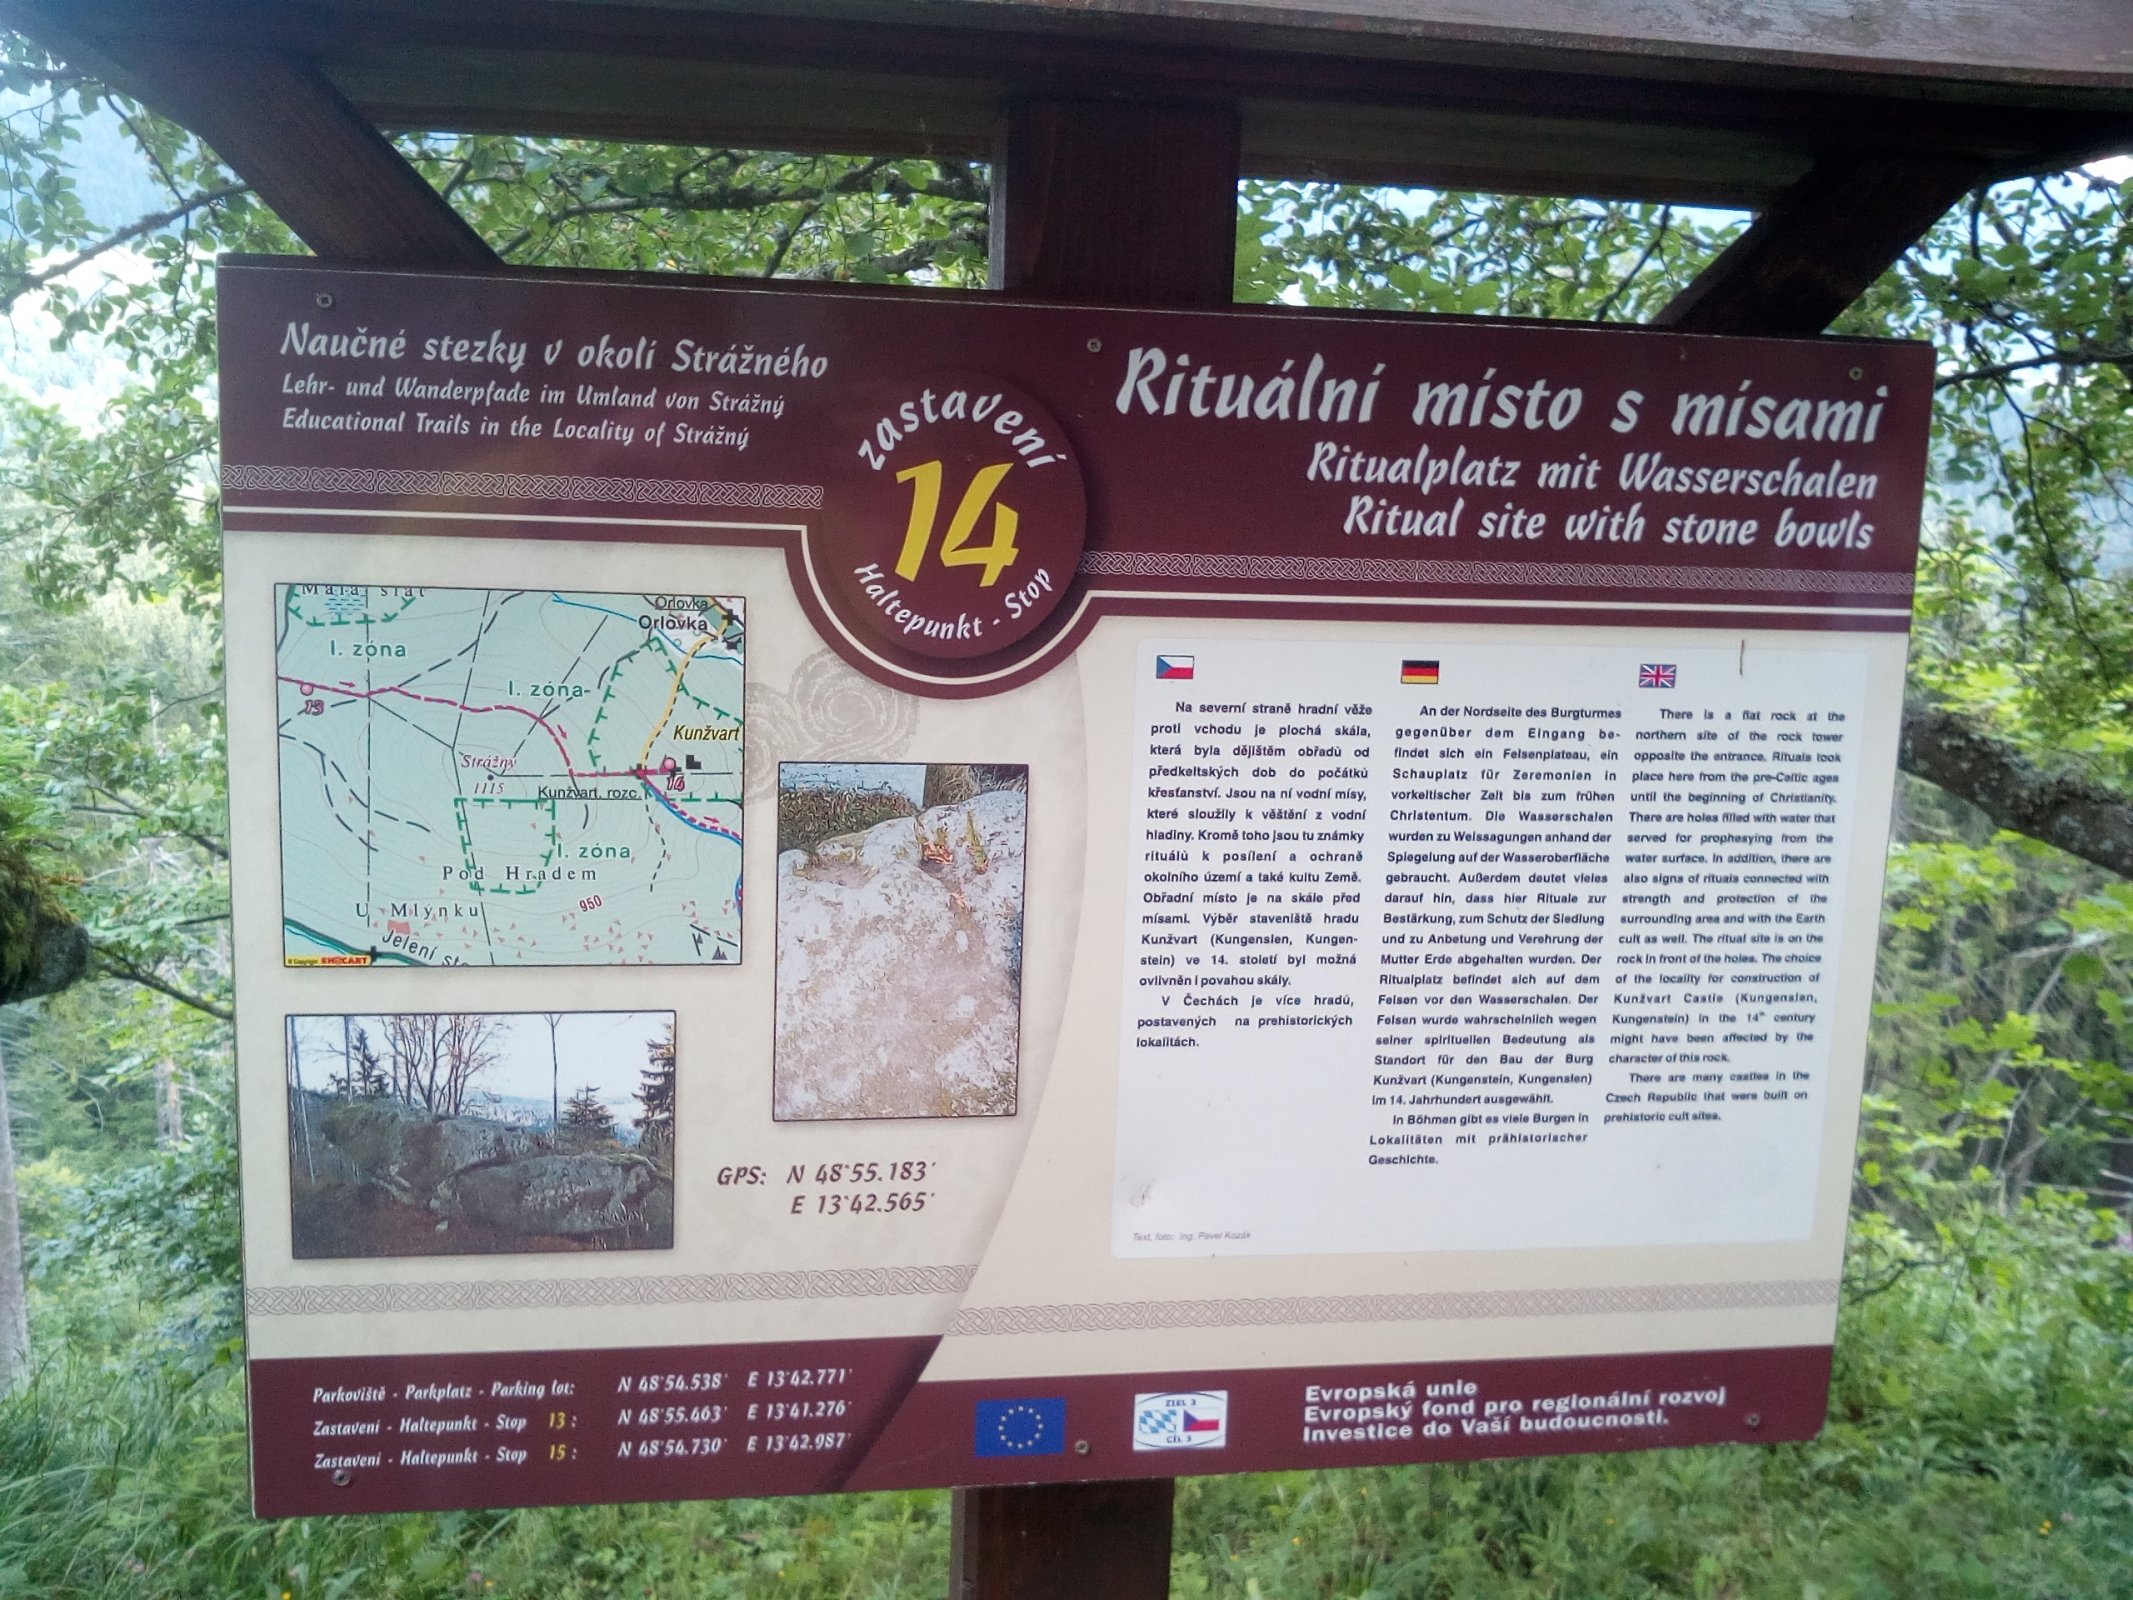 Naučné stezky v okolí Strážného
Lehr- und Wanderpfade im Umland von Strážný
Educational Trails in the Locality of Strážný
zastavení
14
Haltepunkt - Stop
Rituální místo s mísami
Ritualplatz mit Wasserschalen
Ritual site with stone bowls
Malá slať
I. zóna
13
I. zóna
Orlovka
Orlovka
Kunžvart
Strážný
1115
Kunžvart, rozc.
14
I. zóna
Pod Hradem
950
U Mlýnku
Jelení
SHOCART
GPS: N 48°55.183′
E 13°42.565′
Na severní straně hradní věže
proti vchodu je plochá skála,
která byla dějištěm obřadů od
předkeltských dob do počátků
křesťanství. Jsou na ní vodní mísy,
které sloužily k věštění z vodní
hladiny. Kromě toho jsou tu známky
rituálů k posílení a ochraně
okolního území a také kultu Země.
Obřadní místo je na skále před
mísami. Výběr staveniště hradu
Kunžvart (Kungensien, Kungen-
stein) ve 14. století byl možná
ovlivněn i povahou skály.
V Čechách je více hradů,
postavených na prehistorických
lokalitách.
An der Nordseite des Burgturmes
gegenüber dem Eingang be-
findet sich ein Felsenplateau, ein
Schauplatz für Zeremonien in
vorkeltischer Zeit bis zum frühen
Christentum. Die Wasserschalen
wurden zu Weissagungen anhand der
Spiegelung auf der Wasseroberfläche
gebraucht. Außerdem deutet vieles
darauf hin, dass hier Rituale zur
Bestärkung, zum Schutz der Siedlung
und zu Anbetung und Verehrung der
Mutter Erde abgehalten wurden. Der
Ritualplatz befindet sich auf dem
Felsen vor den Wasserschalen. Der
Felsen wurde wahrscheinlich wegen
seiner spirituellen Bedeutung als
Standort für den Bau der Burg
Kunžvart (Kungenstein, Kungensien)
im 14. Jahrhundert ausgewählt.
In Böhmen gibt es viele Burgen in
Lokalitäten mit prähistorischer
Geschichte.
There is a flat rock at the
northern site of the rock tower
opposite the entrance. Rituals took
place here from the pre-Celtic ages
until the beginning of Christianity.
There are holes filled with water that
served for prophesying from the
water surface. In addition, there are
also signs of rituals connected with
strength and protection of the
surrounding area and with the Earth
cult as well. The ritual site is on the
rock in front of the holes. The choice
of the locality for construction of
Kunžvart Castle (Kungensien,
Kungenstein) in the 14th century
might have been affected by the
character of this rock.
There are many castles in the
Czech Republic that were built on
prehistoric cult sites.
Text, foto: Ing. Pavel Kozák
Parkoviště - Parkplatz - Parking lot: N 48°54.538′ E 13°42.771′
Zastavení - Haltepunkt - Stop 13 : N 48°55.463′ E 13°41.276′
Zastavení - Haltepunkt - Stop 15 : N 48°54.730′ E 13°42.987′
ZIEL 3
CÍL 3
Evropská unie
Evropský fond pro regionální rozvoj
Investice do Vaší budoucnosti.